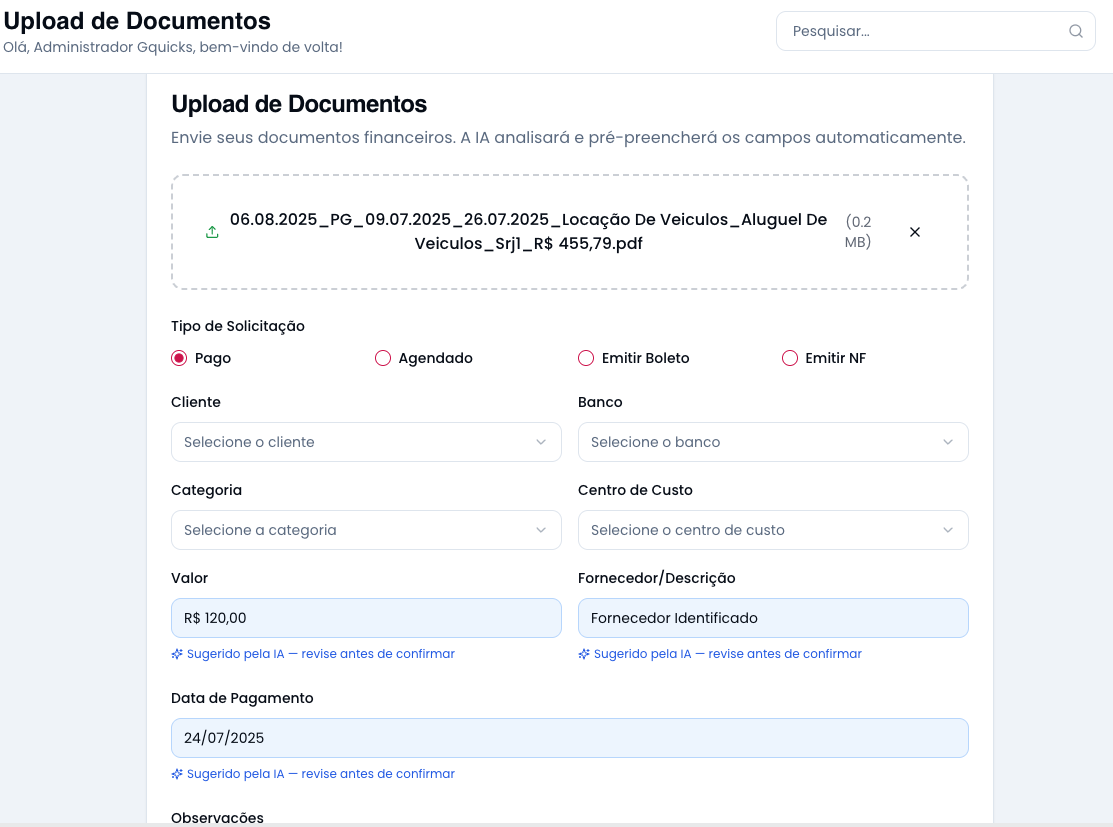 Upload de Documentos
Olá, Administrador Gquicks, bem-vindo de volta!
Pesquisar...
Upload de Documentos
Envie seus documentos financeiros. A IA analisará e pré-preencherá os campos automaticamente.
06.08.2025_PG_09.07.2025_26.07.2025_Locação De Veiculos_Aluguel De
Veiculos_Srj1_R$ 455,79.pdf
(0.2
MB)
Tipo de Solicitação
Pago
Agendado
Emitir Boleto
Emitir NF
Cliente
Banco
Selecione o cliente
Selecione o banco
Categoria
Centro de Custo
Selecione a categoria
Selecione o centro de custo
Valor
Fornecedor/Descrição
R$ 120,00
Fornecedor Identificado
Sugerido pela IA — revise antes de confirmar
Sugerido pela IA — revise antes de confirmar
Data de Pagamento
24/07/2025
Sugerido pela IA — revise antes de confirmar
Observações